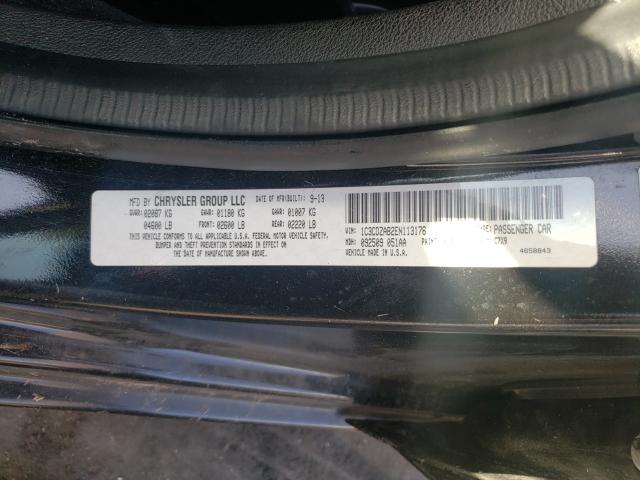 MFD BY CHRYSLER GROUP LLC DATE OF MFR(BUILT): 9-13
GVWR: 02087 KG GAWR: 01180 KG GAWR: 01007 KG
04600 LB FRONT: 02600 LB REAR: 02220 LB
THIS VEHICLE CONFORMS TO ALL APPLICABLE U.S.A. FEDERAL MOTOR VEHICLE SAFETY,
BUMPER AND THEFT PREVENTION STANDARDS IN EFFECT ON
THE DATE OF MANUFACTURE SHOWN ABOVE.
VIN: 1C3CDZAB2EN113176 PASSENGER CAR
MDH: 092509 051AA PAINT: C7X9
VEHICLE MADE IN U.S.A. 4658843